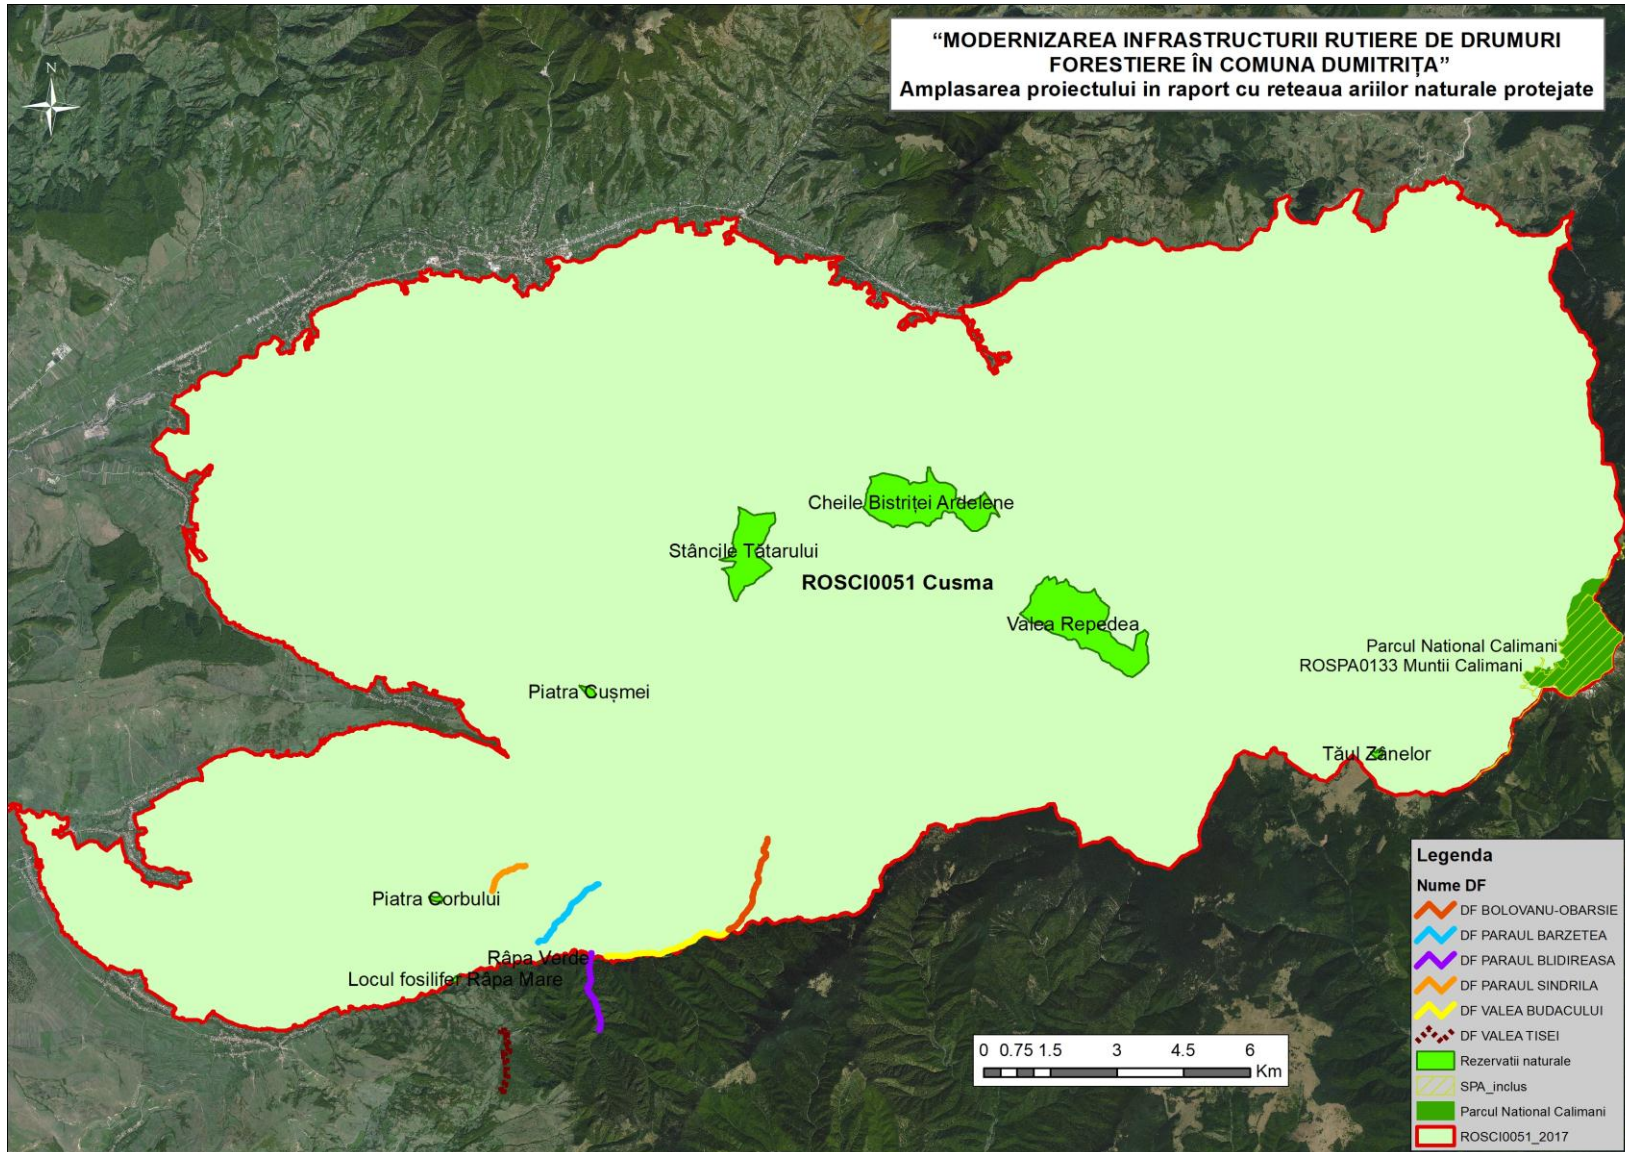 “MODERNIZAREA INFRASTRUCTURII RUTIERE DE DRUMURI
FORESTIERE ÎN COMUNA DUMITRIȚA”
Amplasarea proiectului in raport cu reteaua ariilor naturale protejate
N
Cheile Bistriței Ardelene
Stâncile Tătarului
ROSCI0051 Cusma
Valea Repedea
Parcul National Calimani
ROSPA0133 Muntii Calimani
Piatra Cușmei
Tăul Zânelor
Piatra Corbului
Râpa Verde
Locul fosilifer Râpa Mare
0 0.75 1.5 3 4.5 6
Km
Legenda
Nume DF
DF BOLOVANU-OBARSIE
DF PARAUL BARZETEA
DF PARAUL BLIDIREASA
DF PARAUL SINDRILA
DF VALEA BUDACULUI
DF VALEA TISEI
Rezervatii naturale
SPA_inclus
Parcul National Calimani
ROSCI0051_2017